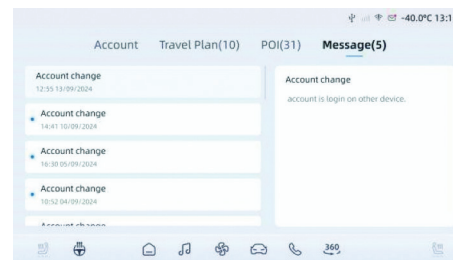 -40.0°C 13:1
Account Travel Plan(10) POI(31) Message(5)
Account change
12:55 13/09/2024
Account change
14:41 10/09/2024
Account change
16:30 05/09/2024
Account change
10:52 04/09/2024
Account change
Account change
account is login on other device.
360